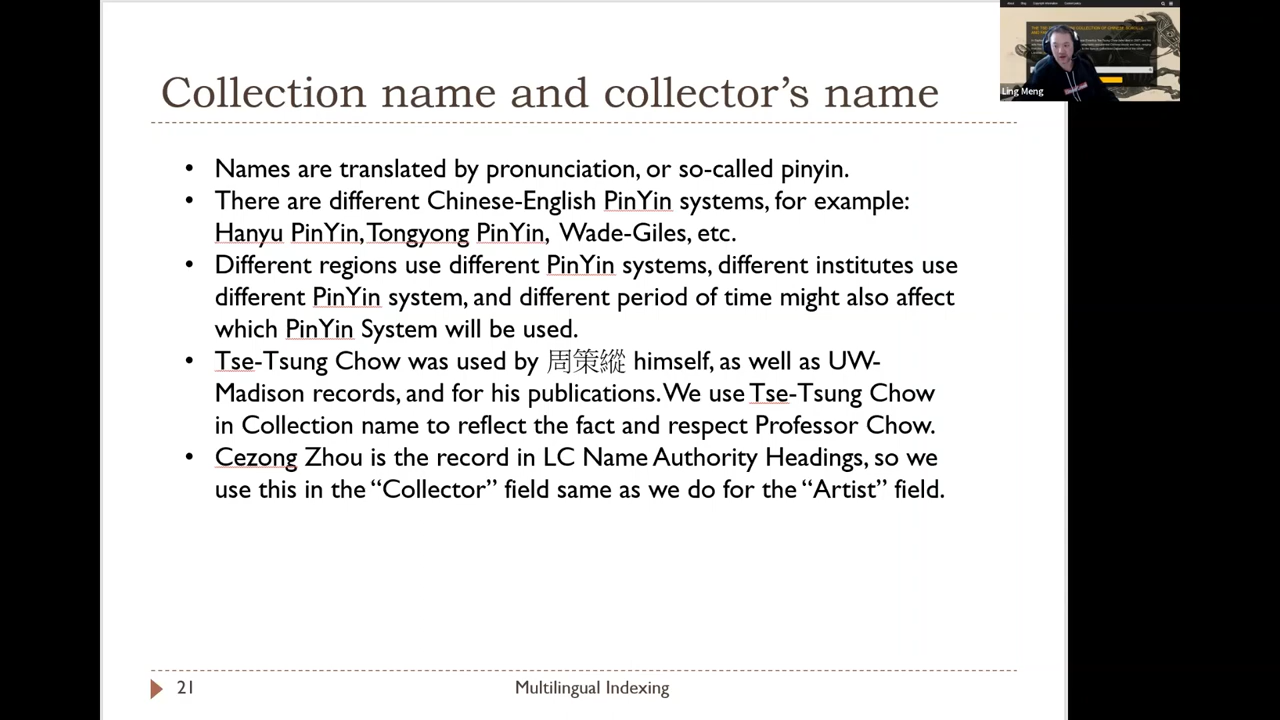 Collection name and collector's name
• Names are translated by pronunciation, or so-called pinyin.
• There are different Chinese-English PinYin systems, for example:
Hanyu PinYin, Tongyong PinYin, Wade-Giles, etc.
• Different regions use different PinYin systems, different institutes use
different PinYin system, and different period of time might also affect
which PinYin System will be used.
• Tse-Tsung Chow was used by 周策縱 himself, as well as UW-
Madison records, and for his publications. We use Tse-Tsung Chow
in Collection name to reflect the fact and respect Professor Chow.
• Cezong Zhou is the record in LC Name Authority Headings, so we
use this in the “Collector” field same as we do for the “Artist” field.
21
Multilingual Indexing
Ling Meng